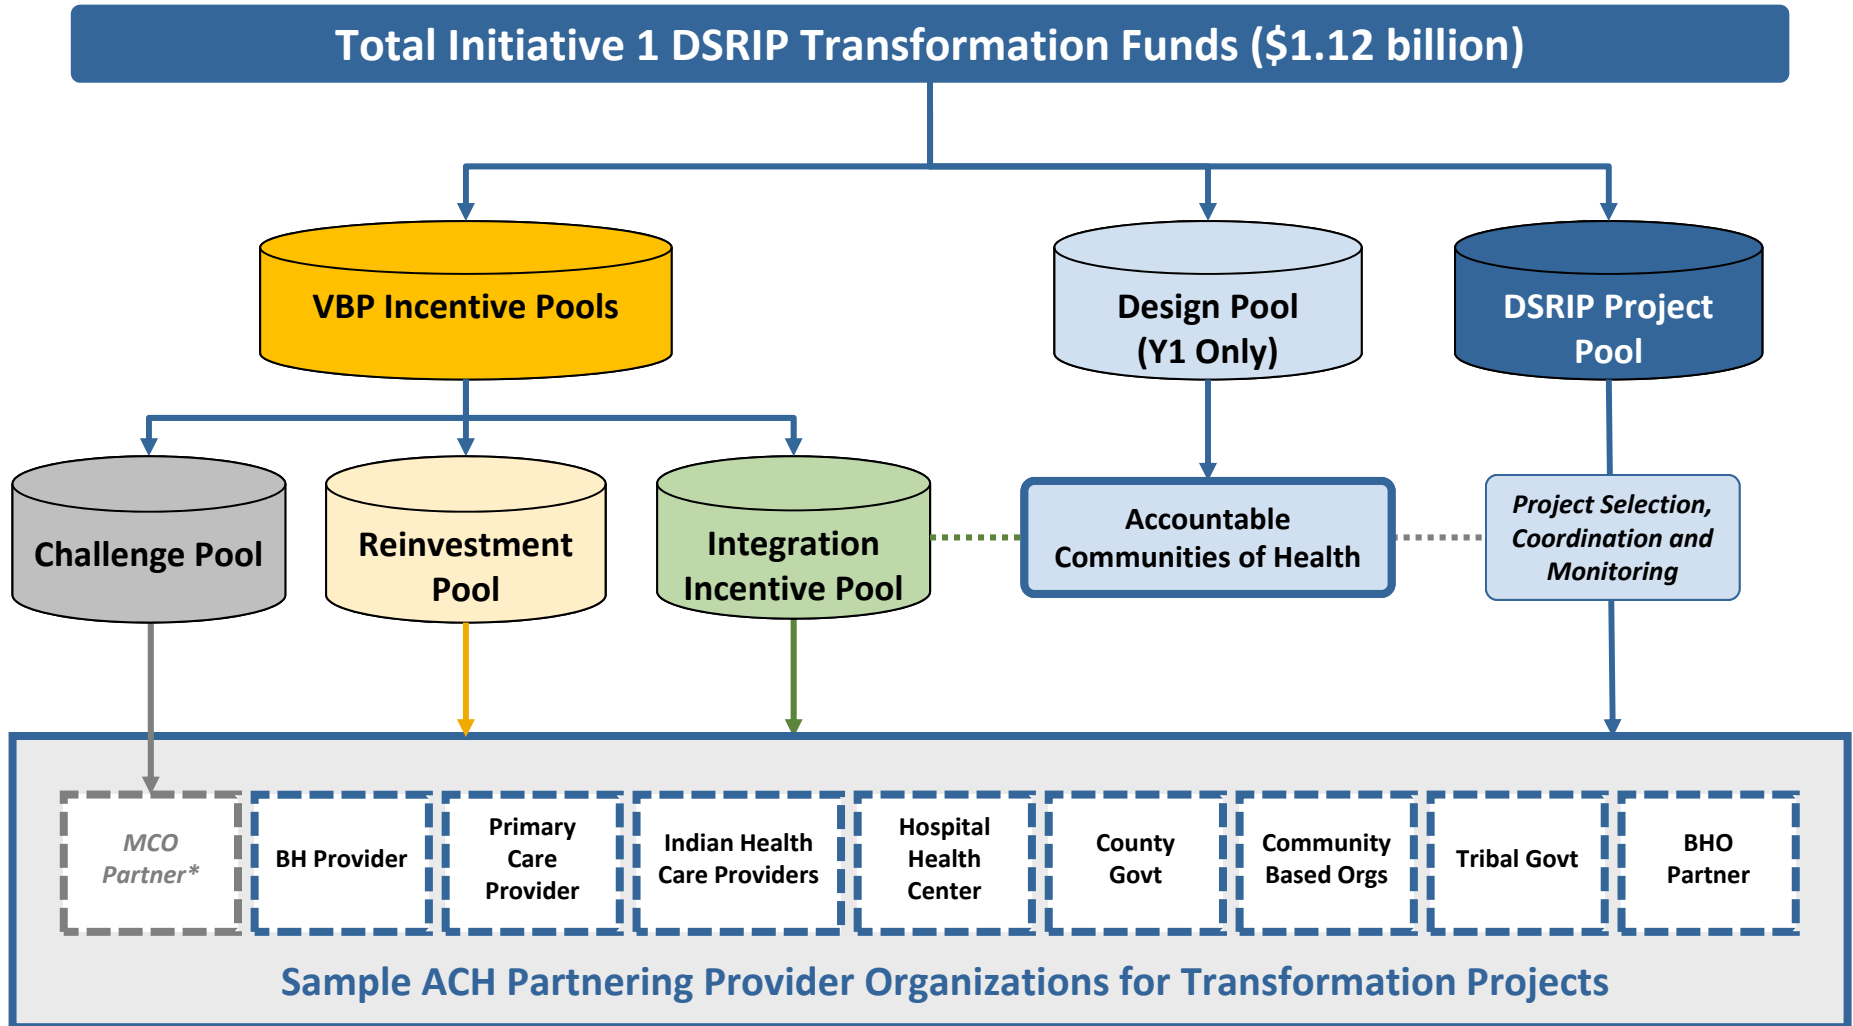 Total Initiative 1 DSRIP Transformation Funds ($1.12 billion)
VBP Incentive Pools
Design Pool
(Y1 Only)
DSRIP Project
Pool
Challenge Pool
Reinvestment
Pool
Integration
Incentive Pool
Accountable
Communities of Health
Project Selection,
Coordination and
Monitoring
MCO
Partner*
BH Provider
Primary
Care
Provider
Indian Health
Care Providers
Hospital
Health
Center
County
Govt
Community
Based Orgs
Tribal Govt
BHO
Partner
Sample ACH Partnering Provider Organizations for Transformation Projects